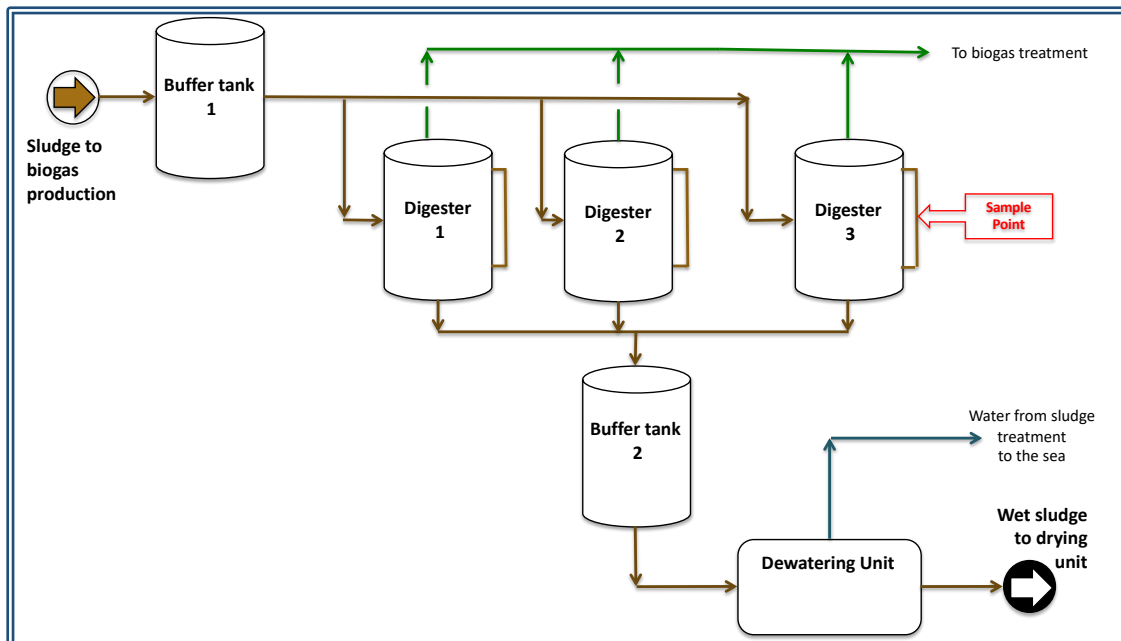 Buffer tank
1
To biogas treatment
Sludge to
biogas
production
Digester
1
Digester
2
Digester
3
Sample
Point
Buffer tank
2
Water from sludge
treatment
to the sea
Dewatering Unit
Wet sludge
to drying
unit